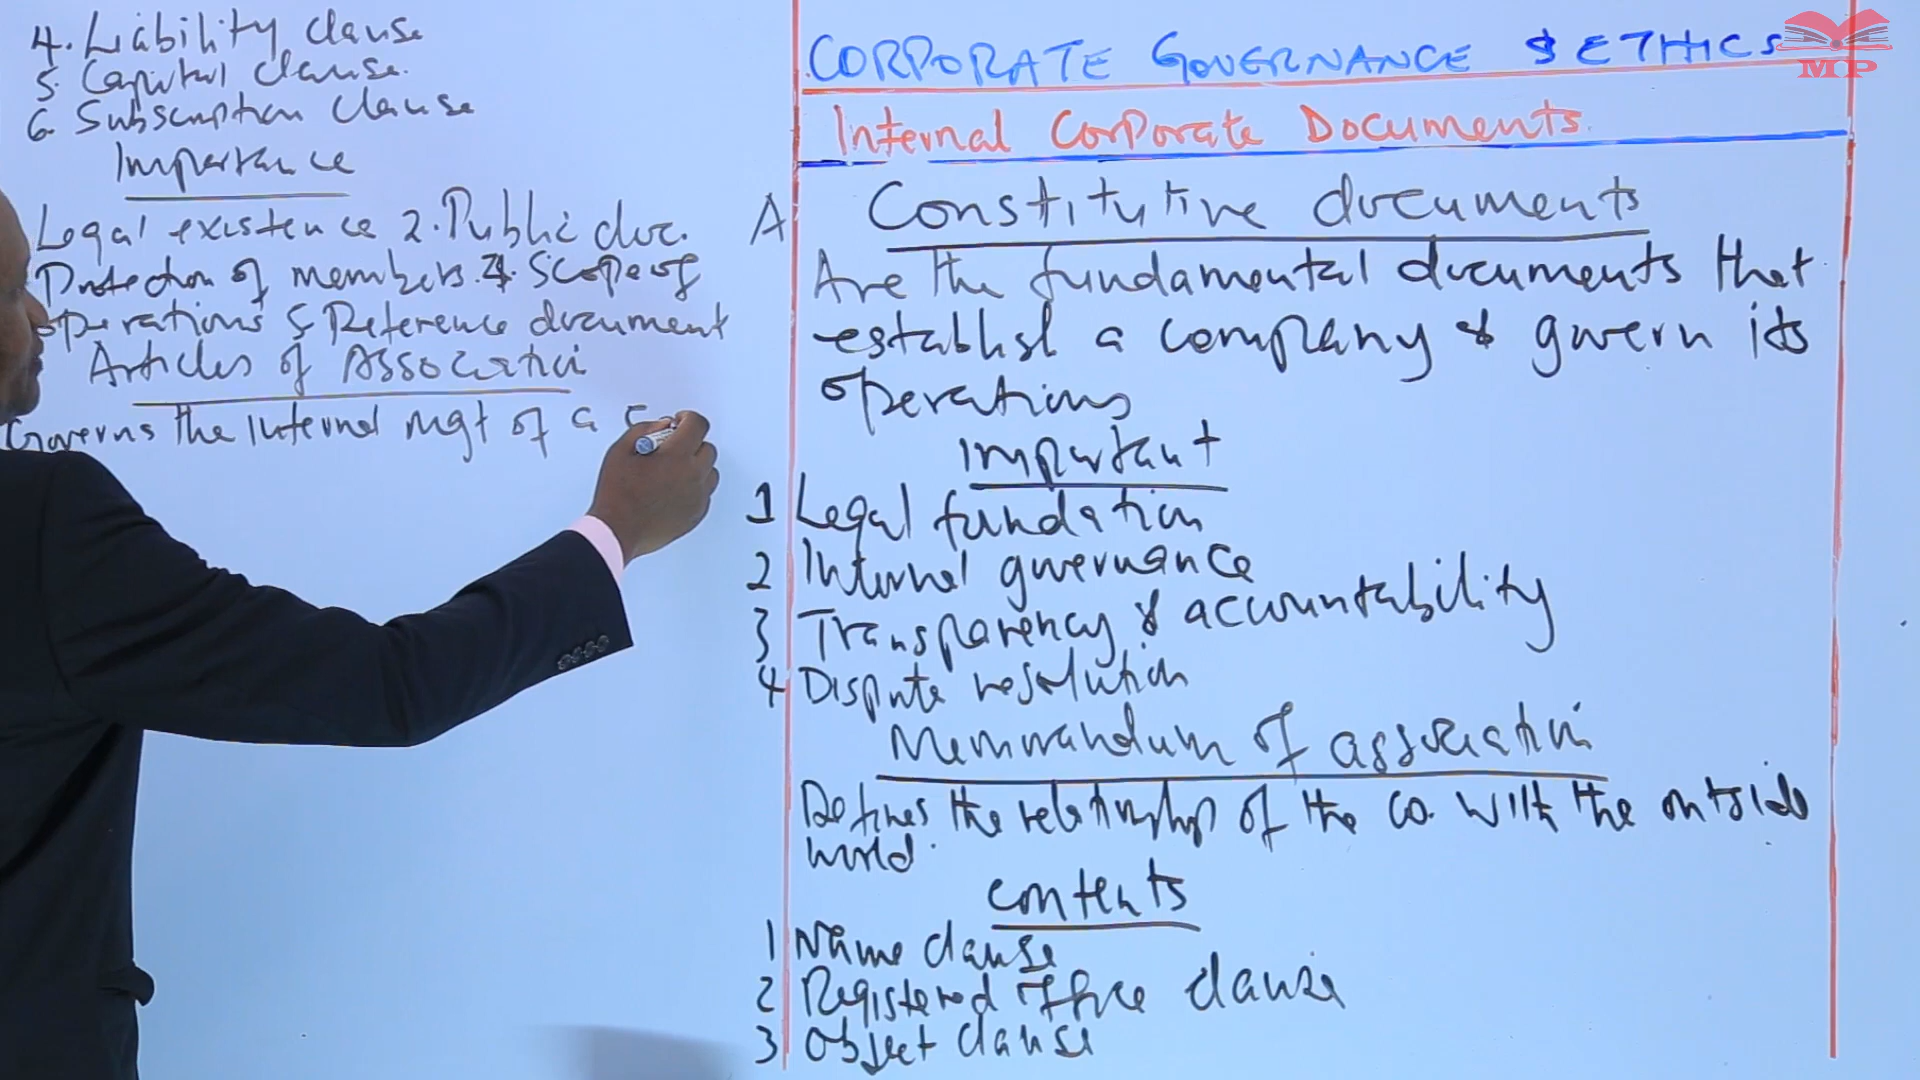 CORPORATE GOVERNANCE & ETHICS
MP
Internal Corporate Documents
A Constitutive documents
Are the fundamental documents that
establish a company & govern its
operations
Important
1 Legal fundation
2 Internal governance
3 Transparency & accountability
4 Dispute resolution
Memorandum of association
Defines the relationship of the co. with the outside
world.
contents
1 Name clause
2 Registered office clause
3 Object clause
4. Liability clause
5. Capital clause.
6. Subscription clause
Importance
Legal existence 2. Public doc.
Protection of members. 4. Scope of
operations 5 Reference document
Articles of Association
Governs the internal mgt of a